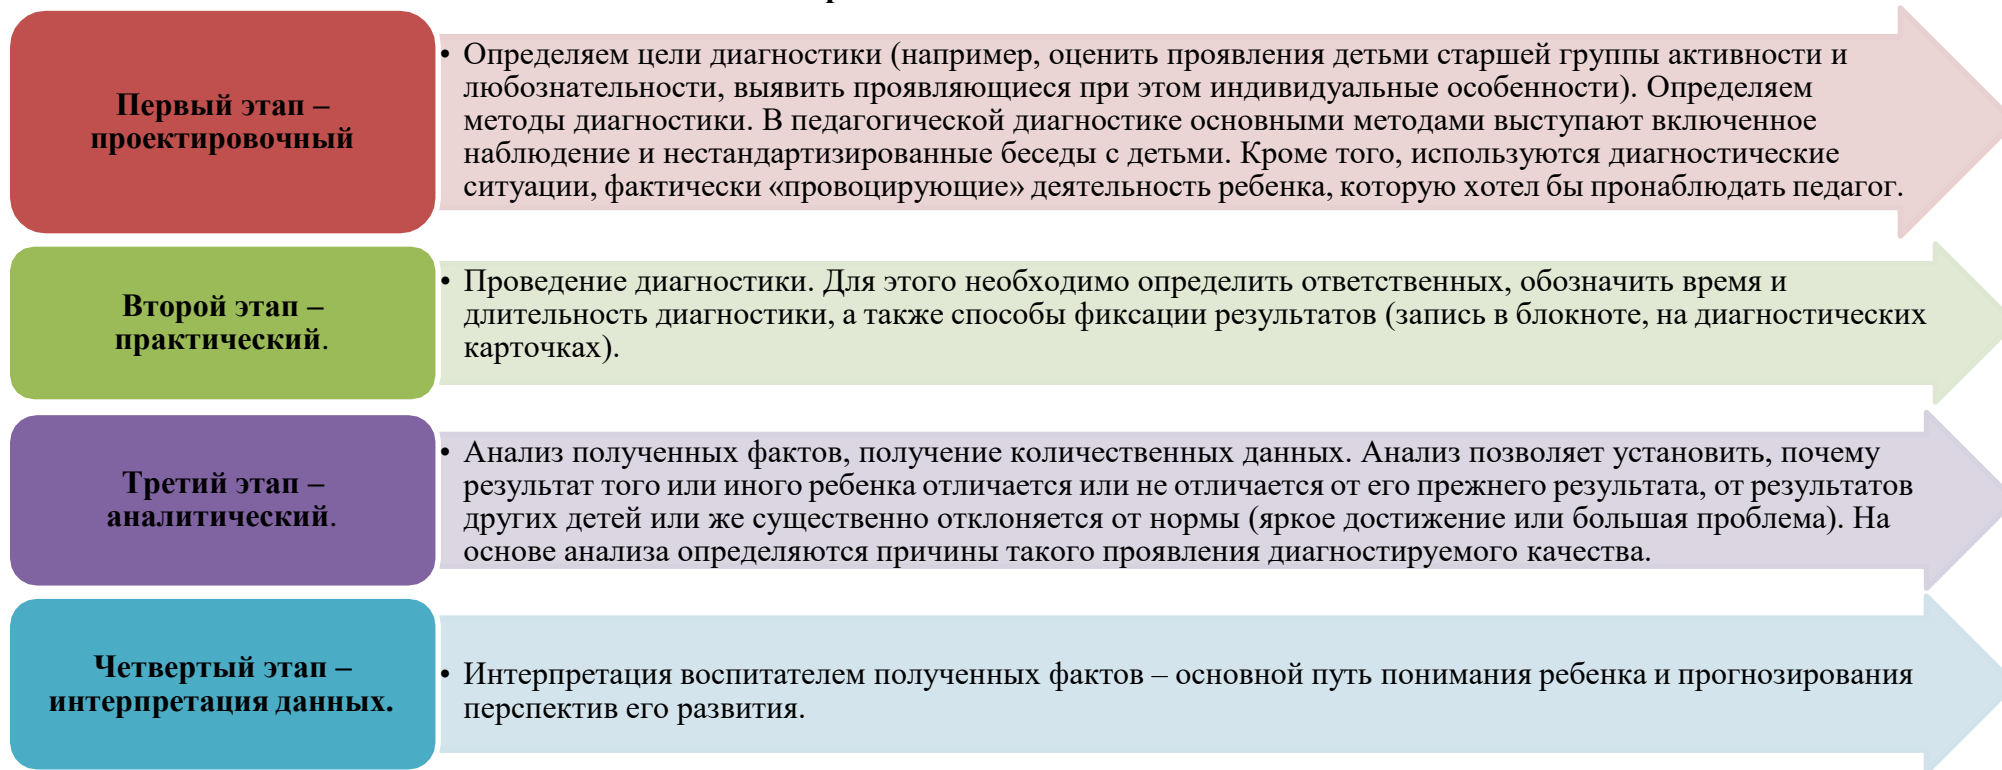 Первый этап –
проектировочный
• Определяем цели диагностики (например, оценить проявления детьми старшей группы активности и
любознательности, выявить проявляющиеся при этом индивидуальные особенности). Определяем
методы диагностики. В педагогической диагностике основными методами выступают включенное
наблюдение и нестандартизированные беседы с детьми. Кроме того, используются диагностические
ситуации, фактически «провоцирующие» деятельность ребенка, которую хотел бы пронаблюдать педагог.
Второй этап –
практический.
• Проведение диагностики. Для этого необходимо определить ответственных, обозначить время и
длительность диагностики, а также способы фиксации результатов (запись в блокноте, на диагностических
карточках).
Третий этап –
аналитический.
• Анализ полученных фактов, получение количественных данных. Анализ позволяет установить, почему
результат того или иного ребенка отличается или не отличается от его прежнего результата, от результатов
других детей или же существенно отклоняется от нормы (яркое достижение или большая проблема). На
основе анализа определяются причины такого проявления диагностируемого качества.
Четвертый этап –
интерпретация данных.
• Интерпретация воспитателем полученных фактов – основной путь понимания ребенка и прогнозирования
перспектив его развития.